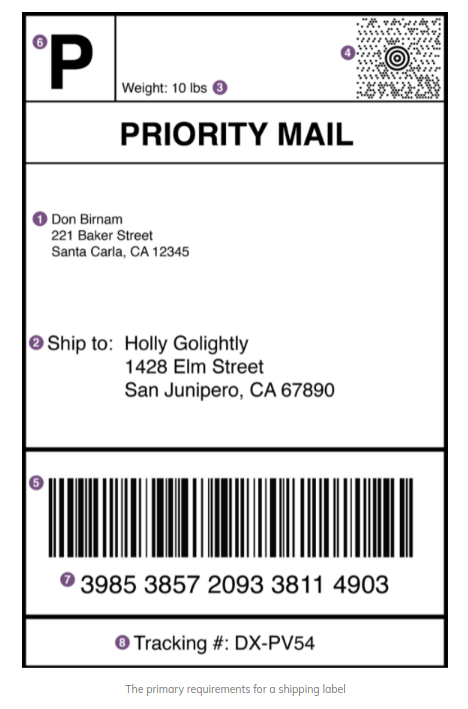 6 P
4
Weight: 10 lbs 3
PRIORITY MAIL
1 Don Birnam
221 Baker Street
Santa Carla, CA 12345
2 Ship to: Holly Golightly
1428 Elm Street
San Junipero, CA 67890
5
7 3985 3857 2093 3811 4903
8 Tracking #: DX-PV54
The primary requirements for a shipping label